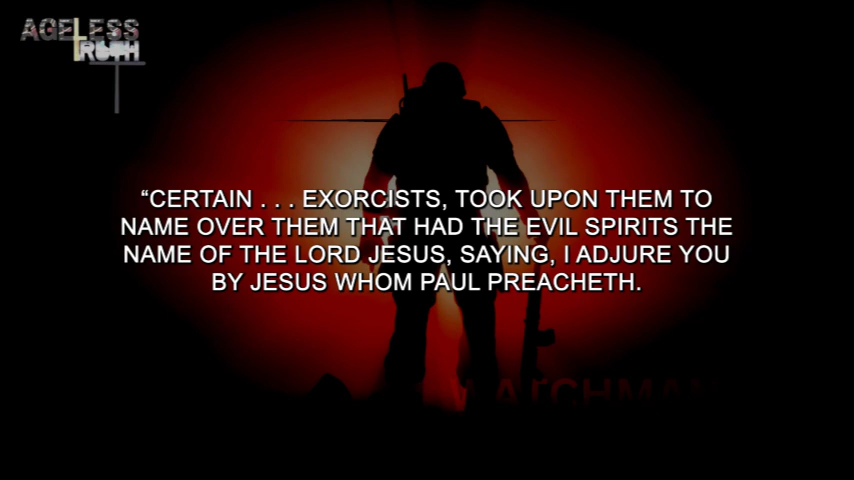 AGELESS
TRUTH
“CERTAIN . . . EXORCISTS, TOOK UPON THEM TO
NAME OVER THEM THAT HAD THE EVIL SPIRITS THE
NAME OF THE LORD JESUS, SAYING, I ADJURE YOU
BY JESUS WHOM PAUL PREACHETH.
WATCHMAN